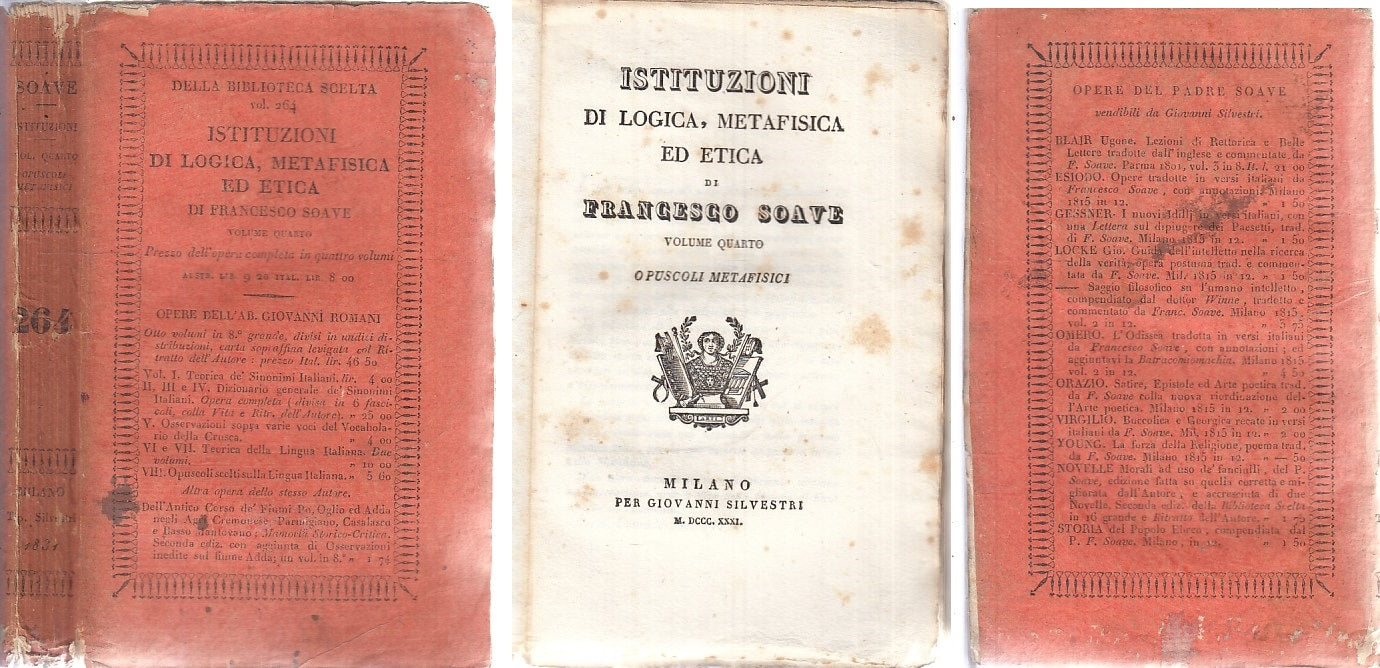 SOAVE
ISTITUZIONI
VOL. QUARTO
OPUSCOLI
METAFISICI
264
MILANO
Tip. Silvestri
1831
DELLA BIBLIOTECA SCELTA
vol. 264
ISTITUZIONI
DI LOGICA, METAFISICA
ED ETICA
DI FRANCESCO SOAVE
VOLUME QUARTO
Prezzo dell'opera completa in quattro volumi
AUSTR. LIR. 9 20 ITAL. LIR. 8 00
OPERE DELL'AB. GIOVANNI ROMANI
Otto volumi in 8.° grande, divisi in undici di-
stribuzioni, carta sopraffina levigata col Ri-
tratto dell'Autore: prezzo Ital. lir. 46 50
Vol. I. Teorica de' Sinonimi Italiani. lir. 4 00
II, III e IV. Dizionario generale de' Sinonimi
Italiani. Opera completa (divisa in 6 fasci-
coli, colla Vita e Ritr. dell'Autore). " 25 00
V. Osservazioni sopra varie voci del Vocabola-
rio della Crusca. " 4 00
VI e VII. Teorica della Lingua Italiana. Due
volumi. " 10 00
VIII. Opuscoli scelti sulla Lingua Italiana. " 5 60
Altra opera dello stesso Autore.
Dell'Antico Corso de' Fiumi Po, Oglio ed Adda
negli Agri Cremonese, Parmigiano, Casalasco
e Basso Mantovano; Memoria Storico-Critica.
Seconda ediz. con aggiunta di Osservazioni
inedite sul fiume Adda; un vol. in 8.° " 1 74
ISTITUZIONI
DI LOGICA, METAFISICA
ED ETICA
DI
FRANCESCO SOAVE
VOLUME QUARTO
OPUSCOLI METAFISICI
MILANO
PER GIOVANNI SILVESTRI
M. DCCC. XXXI.
OPERE DEL PADRE SOAVE
vendibili da Giovanni Silvestri.
BLAIR Ugone. Lezioni di Rettorica e Belle
Lettere tradotte dall'inglese e commentate da
F. Soave. Parma 1801, vol. 3 in 8. It. l. 21 00
ESIODO. Opere tradotte in versi italiani da
Francesco Soave, con annotazioni. Milano
1815 in 12. " 1 50
GESSNER. I nuovi Idillj in versi italiani, con
una Lettera sul dipingere dei Paesetti, trad.
di F. Soave. Milano 1815 in 12. " 1 50
LOCKE Gio. Guida dell'intelletto nella ricerca
della verità, opera postuma trad. e commen-
tata da F. Soave. Mil. 1815 in 12. " 1 50
—— Saggio filosofico su l'umano intelletto,
compendiato dal dottor Winne, tradotto e
commentato da Franc. Soave. Milano 1815,
vol. 2 in 12. " 3 75
OMERO. L'Odissea tradotta in versi italiani
da Francesco Soave, con annotazioni; ed
aggiuntavi la Batracomiomachia. Milano 1815
vol. 2 in 12. " 4 50
ORAZIO. Satire, Epistole ed Arte poetica trad.
da F. Soave colla nuova riordinazione del-
l'Arte poetica. Milano 1815 in 12. " 2 00
VIRGILIO. Buccolica e Georgica recate in versi
italiani da F. Soave. Mil. 1815 in 12. " 2 00
YOUNG. La forza della Religione, poema trad.
da F. Soave. Milano 1815 in 12. " — 50
NOVELLE Morali ad uso de' fanciulli, del P.
Soave, edizione fatta su quella corretta e mi-
gliorata dall'Autore, e accresciuta di due
Novelle. Seconda ediz. della Biblioteca Scelta
in 16 grande e Ritratto dell'Autore. " 1 75
STORIA del Popolo Ebreo, compendiata dal
P. F. Soave. Milano, in 12. " 1 50